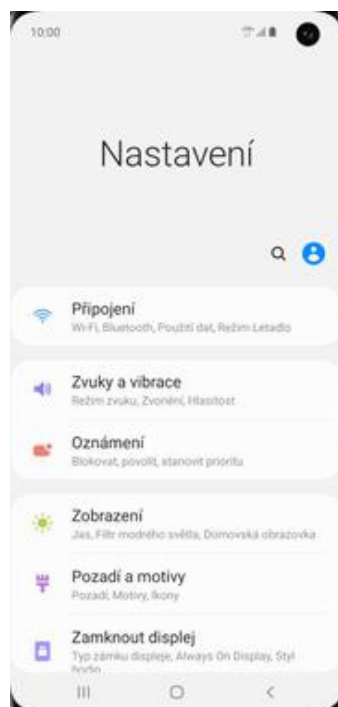 10:00
Nastavení
Připojení
Wi-Fi, Bluetooth, Použití dat, Režim Letadlo
Zvuky a vibrace
Režim zvuku, Zvonění, Hlasitost
Oznámení
Blokovat, povolit, stanovit prioritu
Zobrazení
Jas, Filtr modrého světla, Domovská obrazovka
Pozadí a motivy
Pozadí, Motivy, Ikony
Zamknout displej
Typ zámku displeje, Always On Display, Styl
hodin